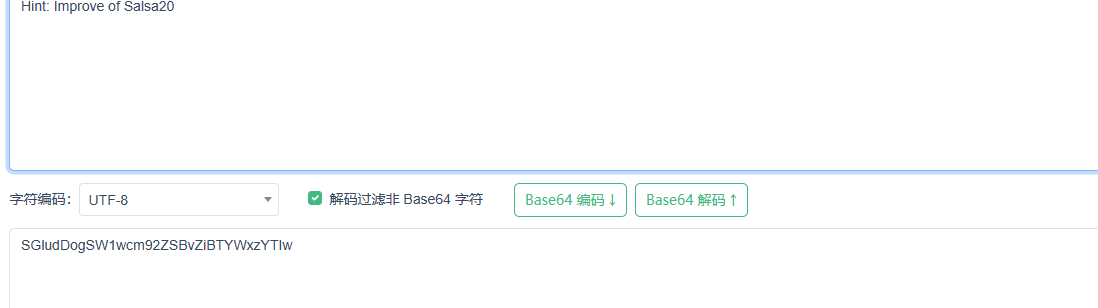 Hint: Improve of Salsa20
字符编码： UTF-8 解码过滤非 Base64 字符 Base64 编码↓ Base64 解码↑
SGludDogSW1wcm92ZSBvZiBTYWxzYTIw